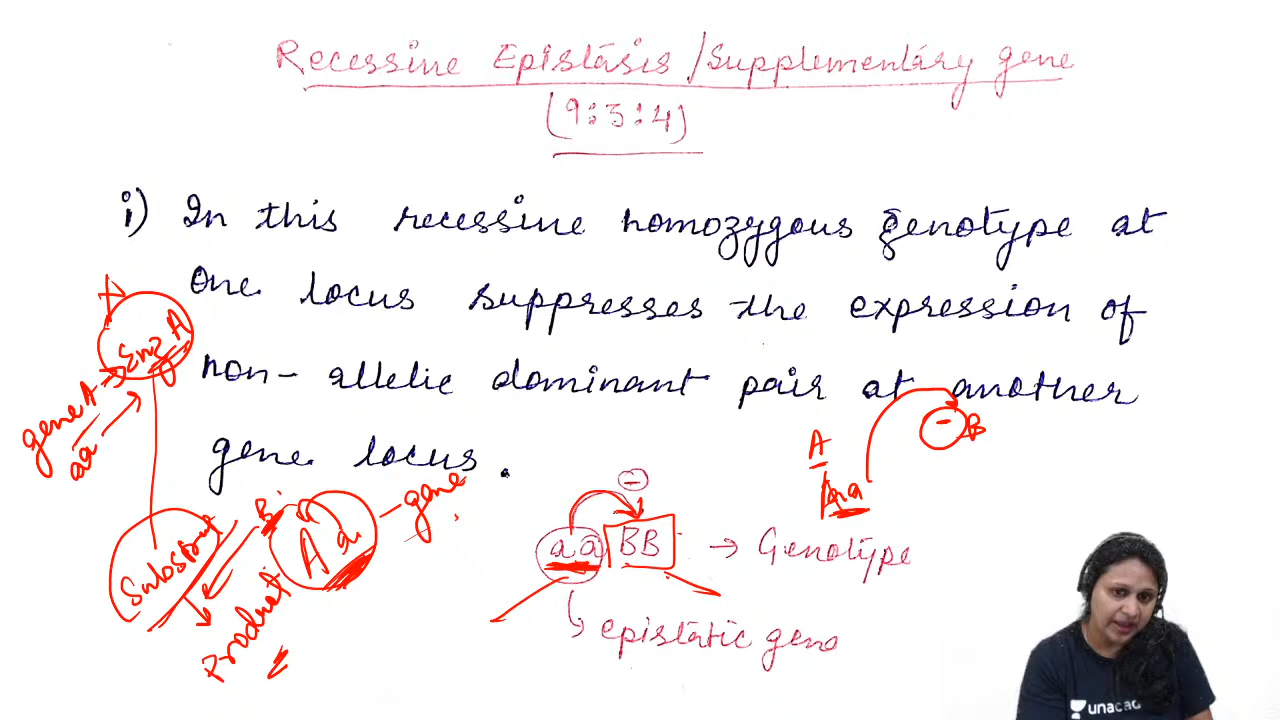 Recessive Epistasis / Supplementary gene
(9:3:4)
i) In this recessive homozygous genotype at
one locus suppresses the expression of
non-allelic dominant pair at another
gene locus.
Enz A
gene A
aa
A
aa
B
B
A a
gene
aa BB → Genotype
epistatic gene
Product
unacad